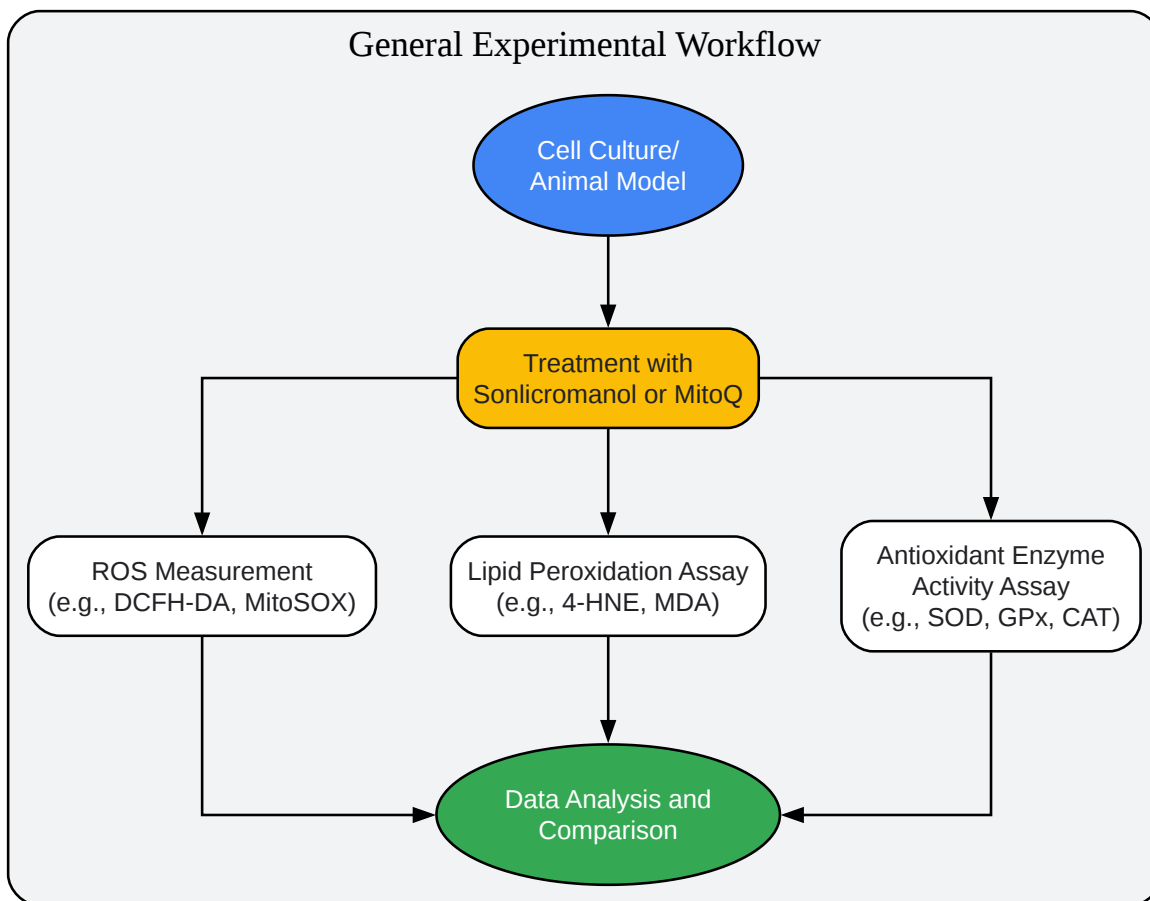 General Experimental Workflow
Cell Culture/
Animal Model
Treatment with
Sonlicromanol or MitoQ
ROS Measurement
(e.g., DCFH-DA, MitoSOX)
Lipid Peroxidation Assay
(e.g., 4-HNE, MDA)
Antioxidant Enzyme
Activity Assay
(e.g., SOD, GPx, CAT)
Data Analysis and
Comparison